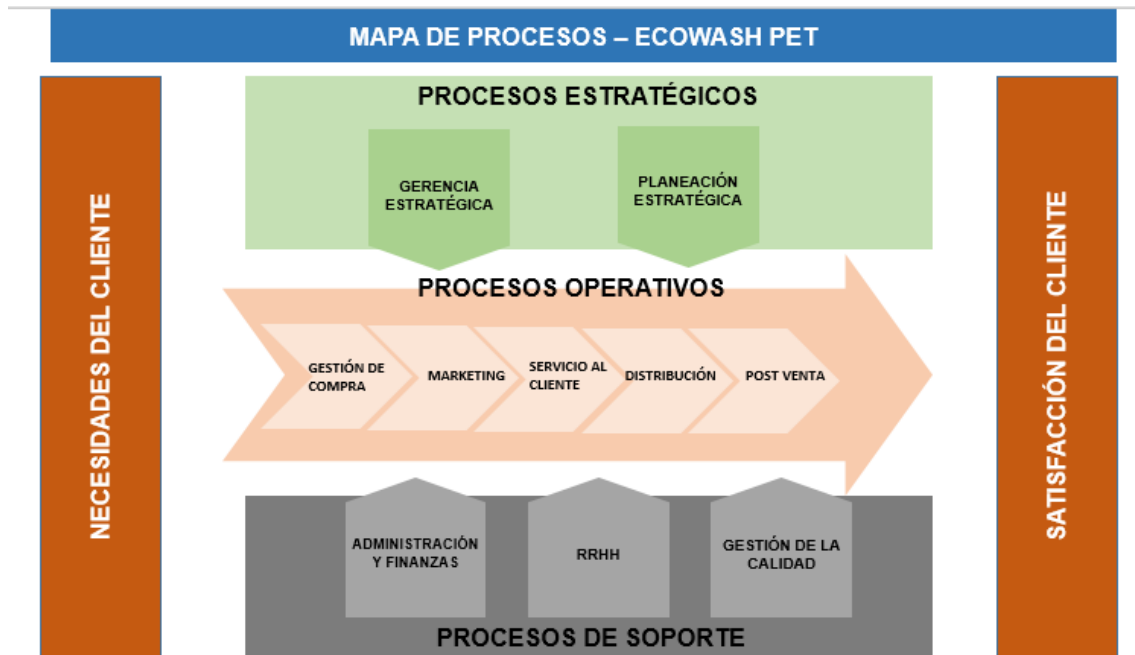 MAPA DE PROCESOS – ECOWASH PET
NECESIDADES DEL CLIENTE
PROCESOS ESTRATÉGICOS
GERENCIA
ESTRATÉGICA
PLANEACIÓN
ESTRATÉGICA
PROCESOS OPERATIVOS
GESTIÓN DE
COMPRA
MARKETING
SERVICIO AL
CLIENTE
DISTRIBUCIÓN
POST VENTA
ADMINISTRACIÓN
Y FINANZAS
RRHH
GESTIÓN DE LA
CALIDAD
PROCESOS DE SOPORTE
SATISFACCIÓN DEL CLIENTE